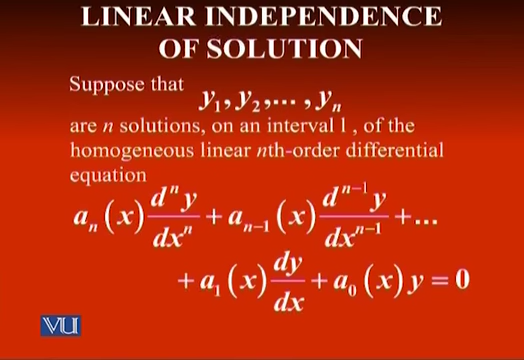 LINEAR INDEPENDENCE
OF SOLUTION
Suppose that
y₁, y₂,..., yₙ
are n solutions, on an interval I , of the
homogeneous linear nth-order differential
equation
aₙ(x) dⁿy/dxⁿ + aₙ₋₁(x) dⁿ⁻¹y/dxⁿ⁻¹ + ...
+ a₁(x) dy/dx + a₀(x) y = 0
VU